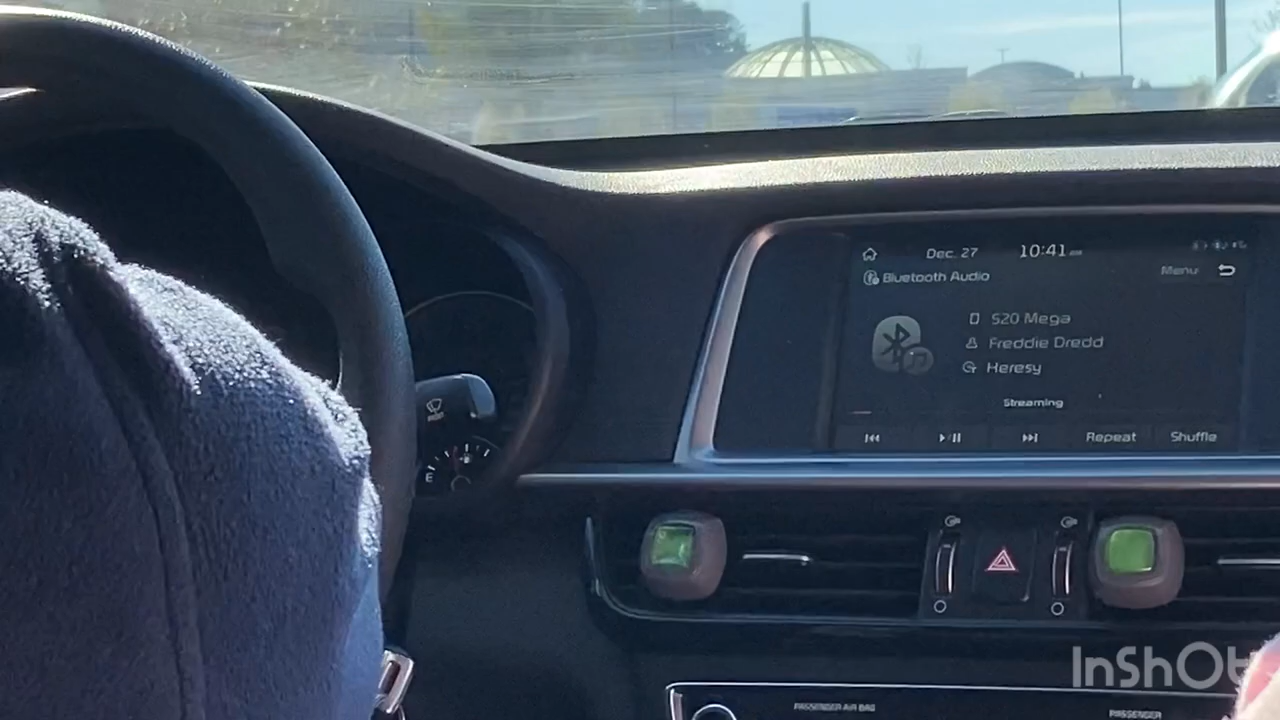 Dec. 27 10:41
Bluetooth Audio
Menu
S20 Mega
Freddie Dredd
Heresy
Streaming
Repeat Shuffle
E
PASSENGER AIR BAG
PASSENGER
InShOt